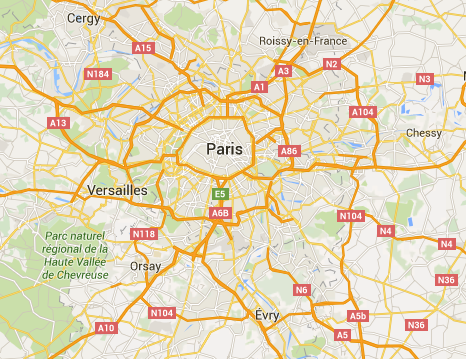 Cergy
A15
Roissy-en-France
N184
A3
N2
A1
N3
A13
A104
Chessy
Paris
A86
Versailles
E5
A6B
N104
N118
N4
N4
Parc naturel
régional de la
Haute Vallée
de Chevreuse
Orsay
N36
N6
N104
Évry
A5b
A10
A5
N36